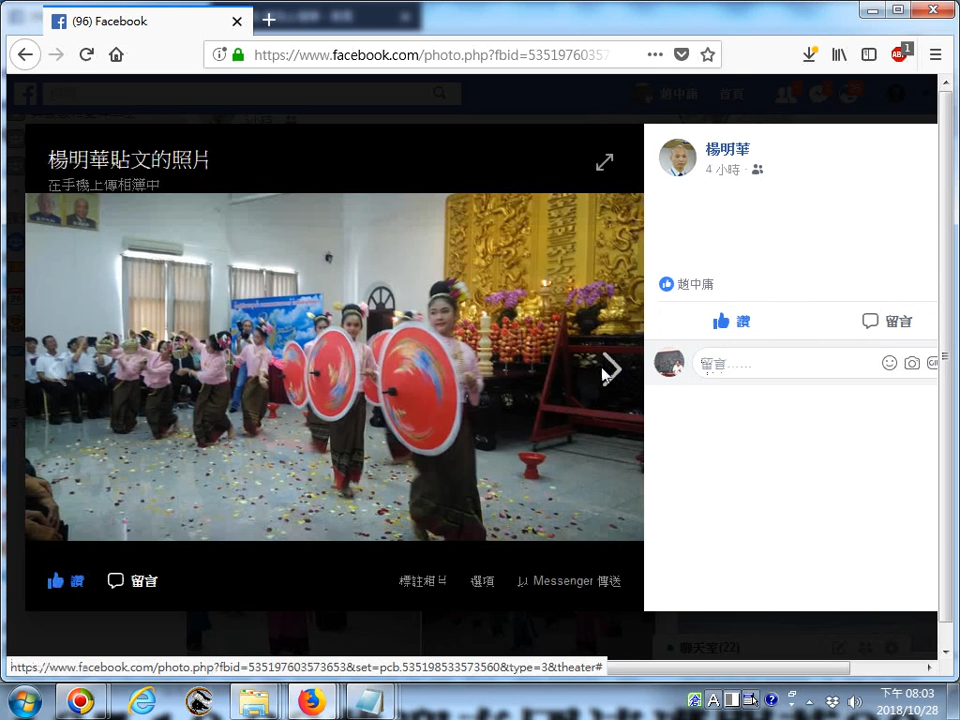 (96) Facebook
https://www.facebook.com/photo.php?fbid=5351976035
ABP 1
趙中庸 首頁
楊明華貼文的照片
在手機上傳相簿中
楊明華
4 小時
趙中庸
讚 留言
留言......
讚 留言 標註相片 選項 以 Messenger 傳送
聊天室(22)
https://www.facebook.com/photo.php?fbid=535197603573653&set=pcb.535198533573560&type=3&theater#
A
下午 08:03
2018/10/28